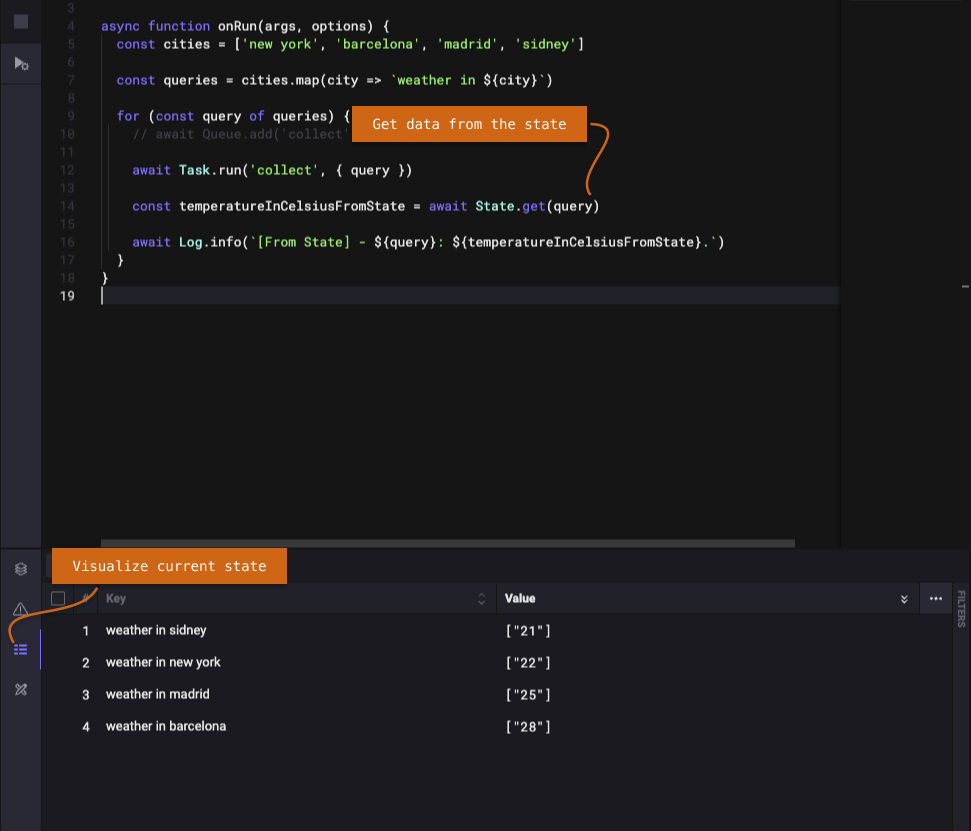 3
4 async function onRun(args, options) {
5 const cities = ['new york', 'barcelona', 'madrid', 'sidney']
6
7 const queries = cities.map(city => `weather in ${city}`)
8
9 for (const query of queries) {
Get data from the state
10 // await Queue.add('collect'
11
12 await Task.run('collect', { query })
13
14 const temperatureInCelsiusFromState = await State.get(query)
15
16 await Log.info(`[From State] - ${query}: ${temperatureInCelsiusFromState}.`)
17 }
18 }
19
Visualize current state
# Key Value
1 weather in sidney ["21"]
2 weather in new york ["22"]
3 weather in madrid ["25"]
4 weather in barcelona ["28"]
FILTERS